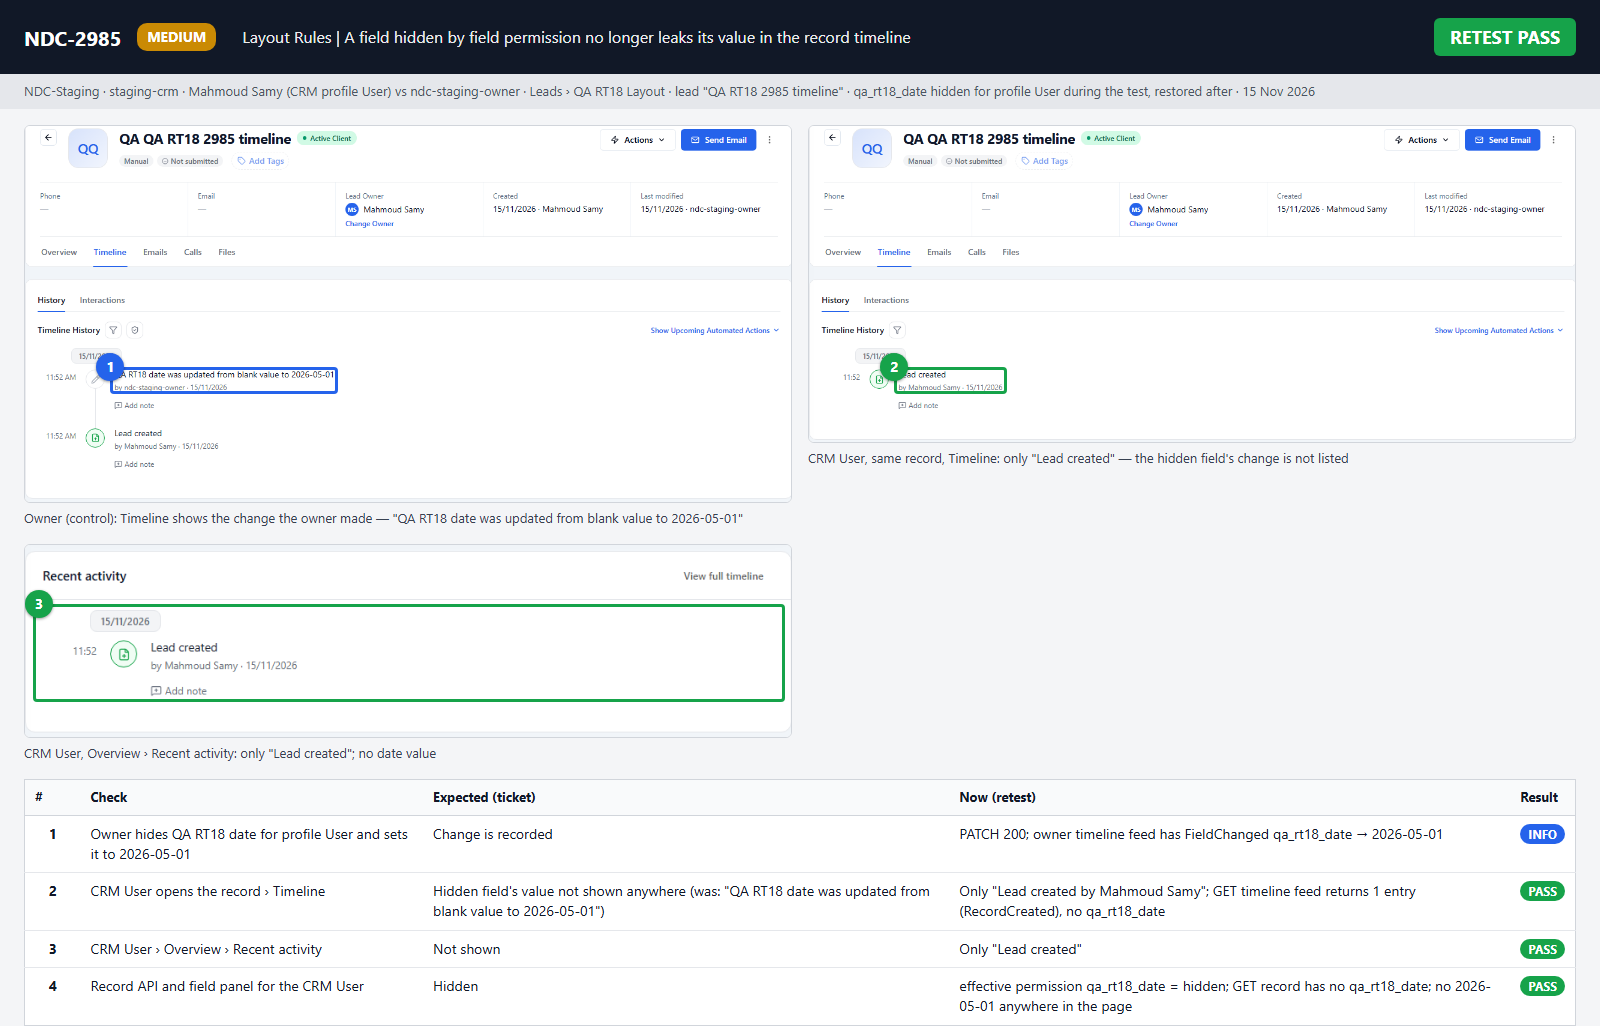 NDC-2985 MEDIUM Layout Rules | A field hidden by field permission no longer leaks its value in the record timeline RETEST PASS
NDC-Staging · staging-crm · Mahmoud Samy (CRM profile User) vs ndc-staging-owner · Leads › QA RT18 Layout · lead "QA RT18 2985 timeline" · qa_rt18_date hidden for profile User during the test, restored after · 15 Nov 2026
QQ
QA QA RT18 2985 timeline Active Client
Manual Not submitted Add Tags
Actions Send Email
Phone Email Lead Owner Created Last modified
— — MS Mahmoud Samy 15/11/2026 · Mahmoud Samy 15/11/2026 · ndc-staging-owner
Change Owner
Overview Timeline Emails Calls Files
History Interactions
Timeline History Show Upcoming Automated Actions
15/11/
1
11:52 AM RT18 date was updated from blank value to 2026-05-01
by ndc-staging-owner · 15/11/2026
Add note
11:52 AM Lead created
by Mahmoud Samy · 15/11/2026
Add note
Owner (control): Timeline shows the change the owner made — "QA RT18 date was updated from blank value to 2026-05-01"
QQ
QA QA RT18 2985 timeline Active Client
Manual Not submitted Add Tags
Actions Send Email
Phone Email Lead Owner Created Last modified
— — MS Mahmoud Samy 15/11/2026 · Mahmoud Samy 15/11/2026 · ndc-staging-owner
Change Owner
Overview Timeline Emails Calls Files
History Interactions
Timeline History Show Upcoming Automated Actions
15/11/
2
11:52 created
by Mahmoud Samy · 15/11/2026
Add note
CRM User, same record, Timeline: only "Lead created" — the hidden field's change is not listed
Recent activity View full timeline
3
15/11/2026
11:52 Lead created
by Mahmoud Samy · 15/11/2026
Add note
CRM User, Overview › Recent activity: only "Lead created"; no date value
# Check Expected (ticket) Now (retest) Result
1 Owner hides QA RT18 date for profile User and sets it to 2026-05-01 Change is recorded PATCH 200; owner timeline feed has FieldChanged qa_rt18_date → 2026-05-01 INFO
2 CRM User opens the record › Timeline Hidden field's value not shown anywhere (was: "QA RT18 date was updated from blank value to 2026-05-01") Only "Lead created by Mahmoud Samy"; GET timeline feed returns 1 entry (RecordCreated), no qa_rt18_date PASS
3 CRM User › Overview › Recent activity Not shown Only "Lead created" PASS
4 Record API and field panel for the CRM User Hidden effective permission qa_rt18_date = hidden; GET record has no qa_rt18_date; no 2026-05-01 anywhere in the page PASS